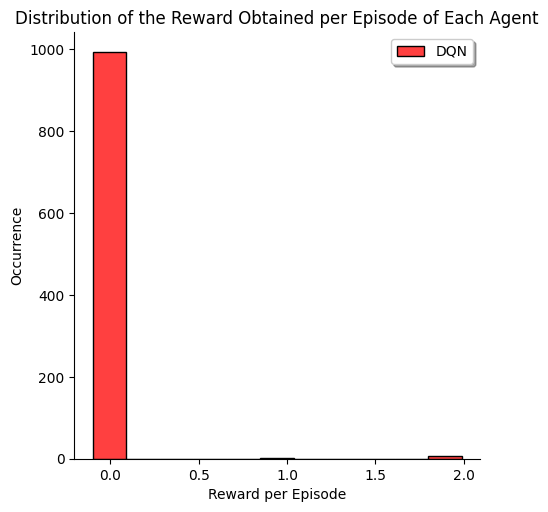 Distribution of the Reward Obtained per Episode of Each Agent
DQN
1000
800
600
400
200
0
Occurrence
0.0 0.5 1.0 1.5 2.0
Reward per Episode